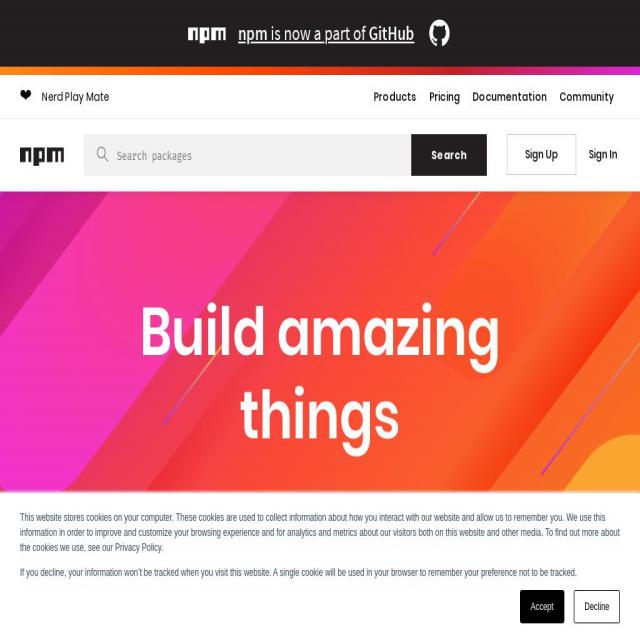 npm npm is now a part of GitHub
Nerd Play Mate Products Pricing Documentation Community
npm Search packages Search Sign Up Sign In
Build amazing
things
This website stores cookies on your computer. These cookies are used to collect information about how you interact with our website and allow us to remember you. We use this
information in order to improve and customize your browsing experience and for analytics and metrics about our visitors both on this website and other media. To find out more about
the cookies we use, see our Privacy Policy.
If you decline, your information won't be tracked when you visit this website. A single cookie will be used in your browser to remember your preference not to be tracked.
Accept Decline